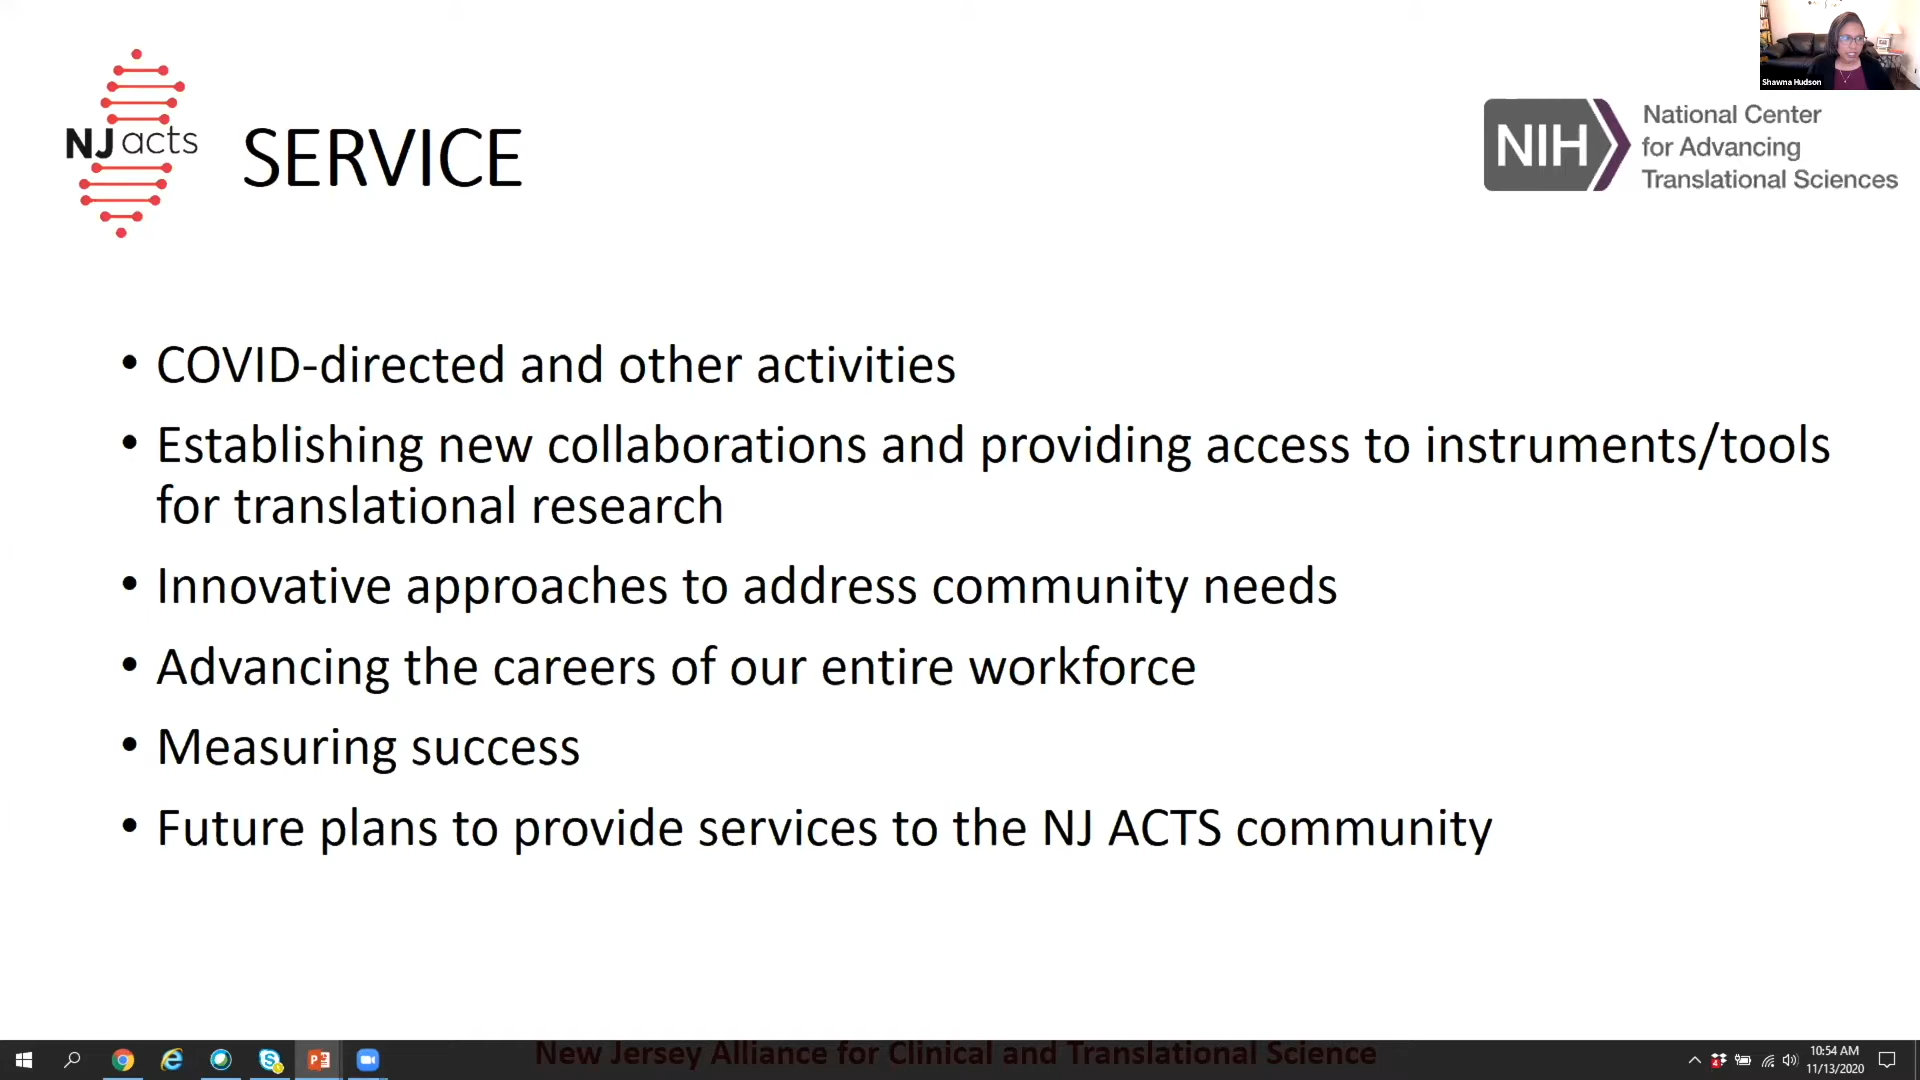 Shawna Hudson
NJ acts
SERVICE
NIH
National Center
for Advancing
Translational Sciences
• COVID-directed and other activities
• Establishing new collaborations and providing access to instruments/tools
for translational research
• Innovative approaches to address community needs
• Advancing the careers of our entire workforce
• Measuring success
• Future plans to provide services to the NJ ACTS community
New Jersey Alliance for Clinical and Translational Science
10:54 AM
11/13/2020